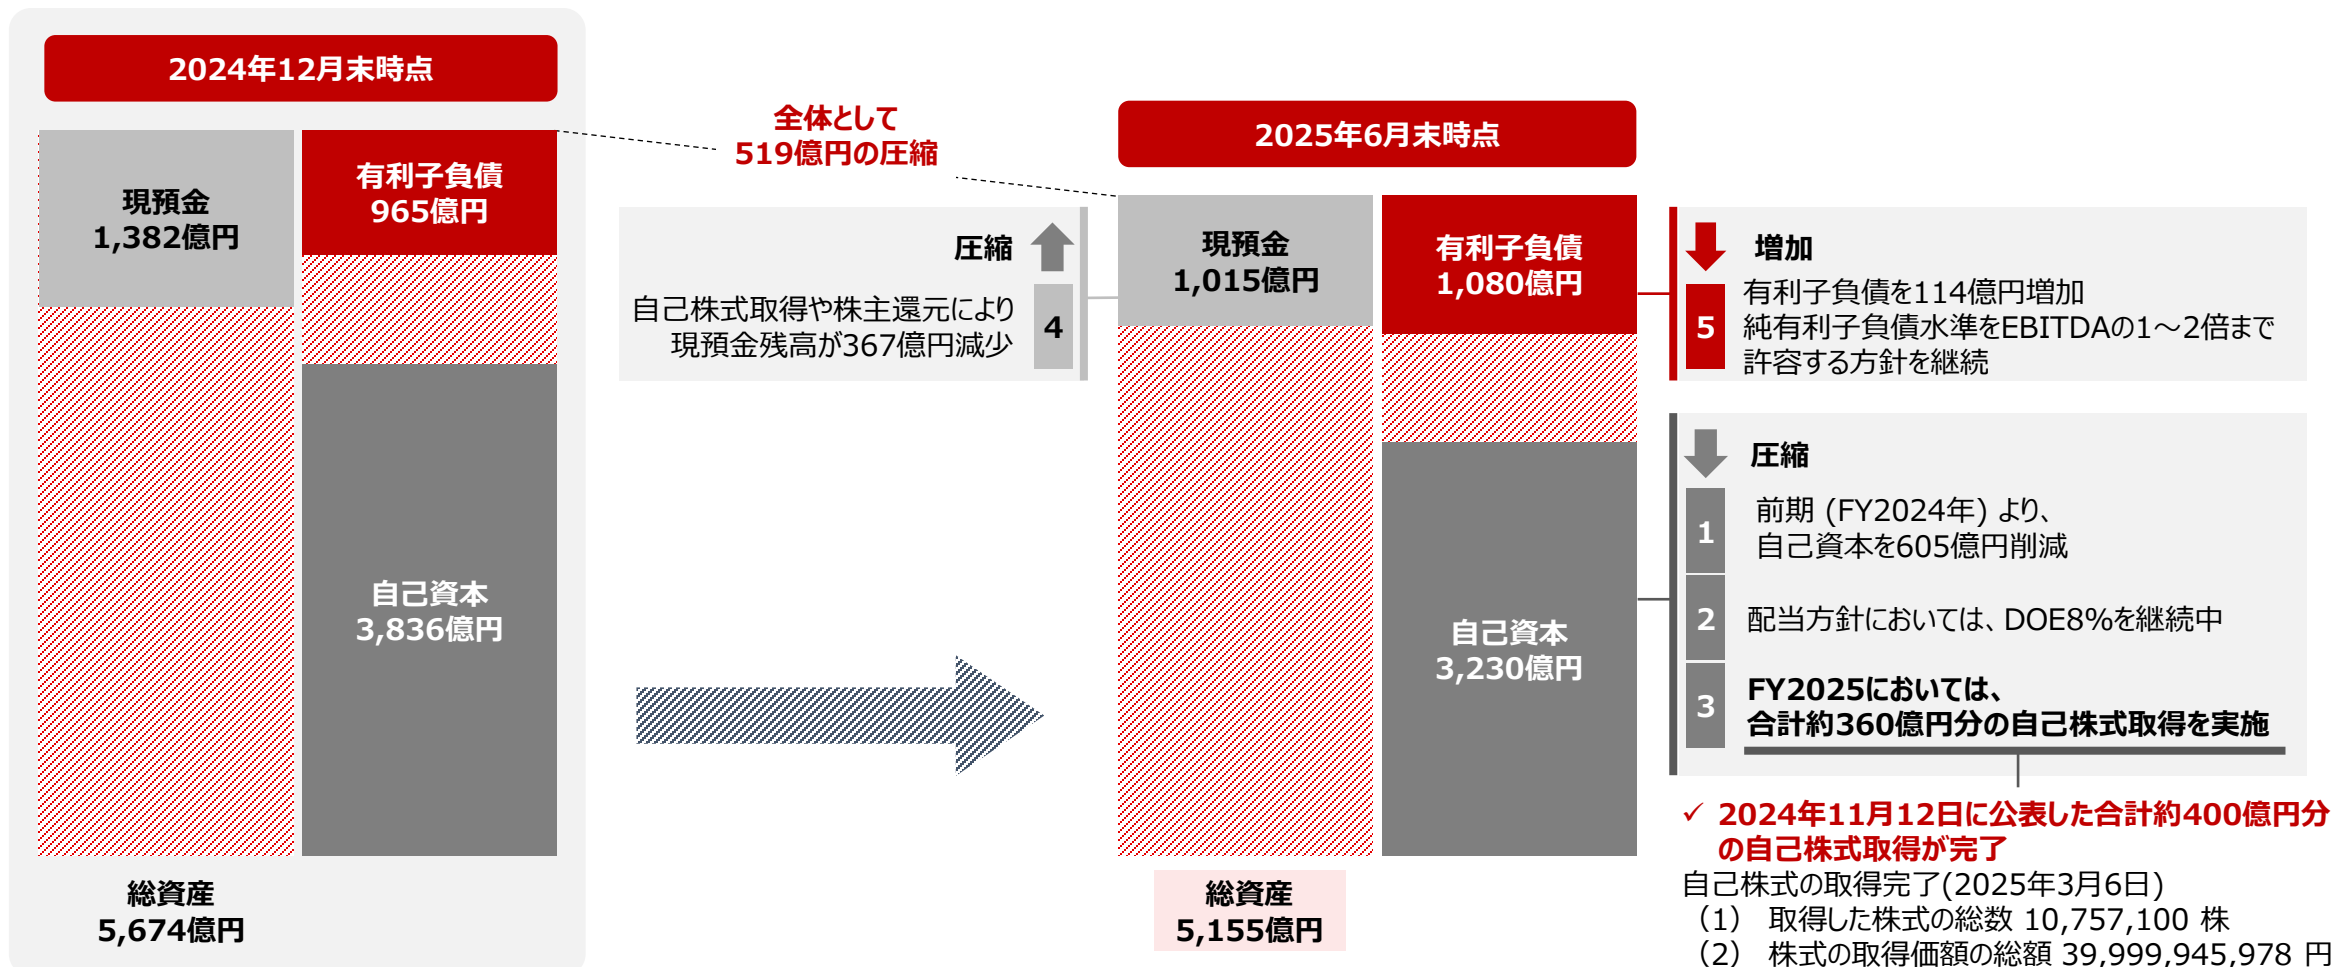 2024年12月末時点
現預金
1,382億円
有利子負債
965億円
自己資本
3,836億円
総資産
5,674億円
全体として
519億円の圧縮
圧縮
自己株式取得や株主還元により
現預金残高が367億円減少
4
2025年6月末時点
現預金
1,015億円
有利子負債
1,080億円
自己資本
3,230億円
総資産
5,155億円
増加
5
有利子負債を114億円増加
純有利子負債水準をEBITDAの1～2倍まで
許容する方針を継続
圧縮
1
前期 (FY2024年) より、
自己資本を605億円削減
2
配当方針においては、DOE8%を継続中
3
FY2025においては、
合計約360億円分の自己株式取得を実施
✓ 2024年11月12日に公表した合計約400億円分
の自己株式取得が完了
自己株式の取得完了(2025年3月6日)
（1） 取得した株式の総数 10,757,100 株
（2） 株式の取得価額の総額 39,999,945,978 円